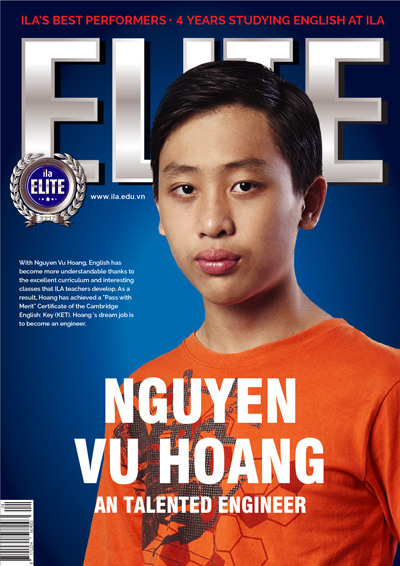 ILA'S BEST PERFORMERS • 4 YEARS STUDYING ENGLISH AT ILA
ELITE
ila
ELITE
www.ila.edu.vn
With Nguyen Vu Hoang, English has
become more understandable thanks to
the excellent curriculum and interesting
classes that ILA teachers develop. As a
result, Hoang has achieved a "Pass with
Merit" Certificate of the Cambridge
English: Key (KET). Hoang´s dream job is
to become an engineer.
NGUYEN
VU HOANG
AN TALENTED ENGINEER